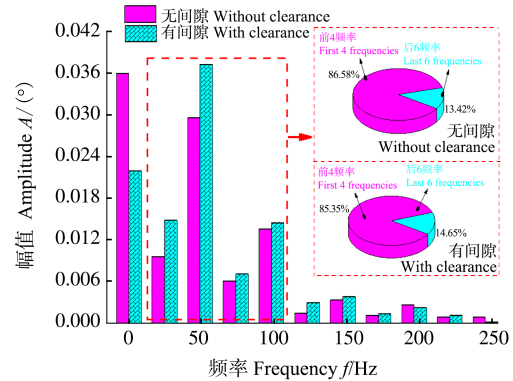 无间隙 Without clearance
有间隙 With clearance
幅值 Amplitude A/(°)
0.042
0.036
0.030
0.024
0.018
0.012
0.006
0.000
0
50
100
150
200
250
频率 Frequency f/Hz
前4频率
First 4 frequencies
后6频率
Last 6 frequencies
86.58%
13.42%
无间隙
Without clearance
前4频率
First 4 frequencies
后6频率
Last 6 frequencies
85.35%
14.65%
有间隙
With clearance